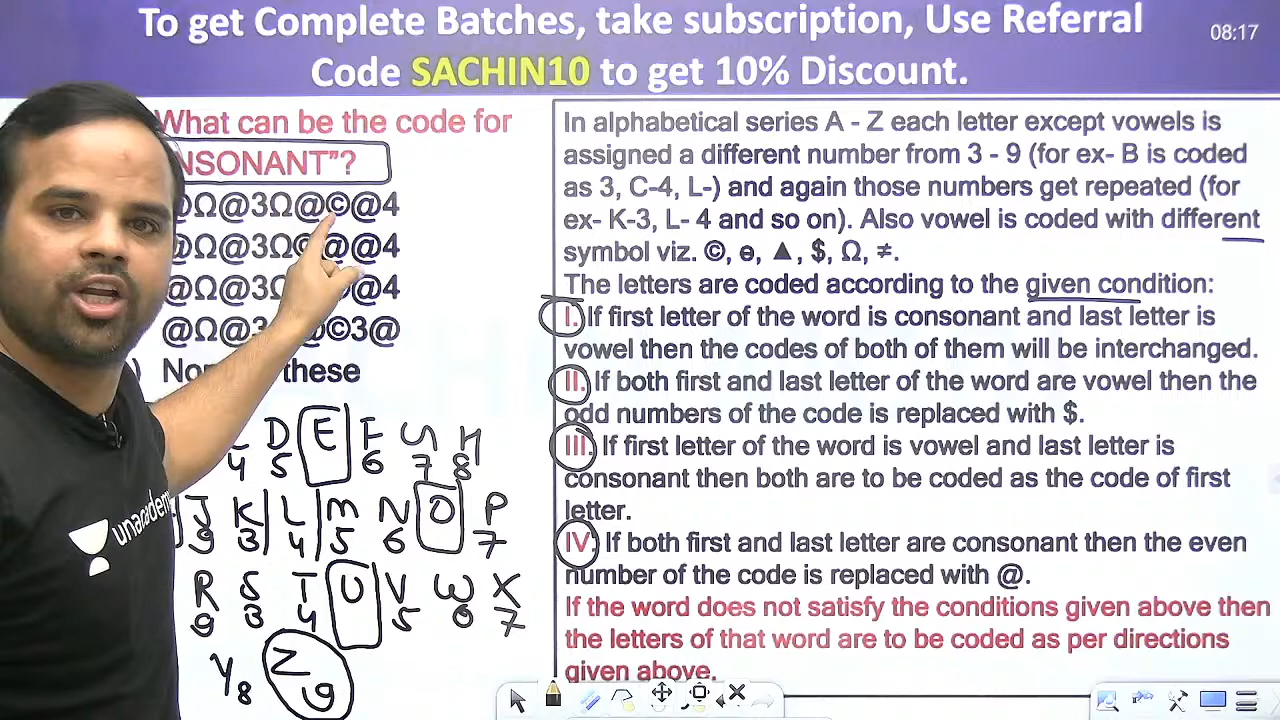 To get Complete Batches, take subscription, Use Referral
Code SACHIN10 to get 10% Discount.
08:17
What can be the code for
NSONANT"?
@Ω@3Ω@©@4
@Ω@3Ω @@4
@Ω@3Ω @4
@Ω@3 @©3@
) No these
In alphabetical series A - Z each letter except vowels is
assigned a different number from 3 - 9 (for ex- B is coded
as 3, C-4, L-) and again those numbers get repeated (for
ex- K-3, L- 4 and so on). Also vowel is coded with different
symbol viz. ©, ɵ, ▲, $, Ω, ≠.
The letters are coded according to the given condition:
I. If first letter of the word is consonant and last letter is
vowel then the codes of both of them will be interchanged.
II. If both first and last letter of the word are vowel then the
odd numbers of the code is replaced with $.
III. If first letter of the word is vowel and last letter is
consonant then both are to be coded as the code of first
letter.
IV. If both first and last letter are consonant then the even
number of the code is replaced with @.
If the word does not satisfy the conditions given above then
the letters of that word are to be coded as per directions
given above.
D E F G H
4 5 6 7 8
J K L M N O P
9 3 4 5 6 7
R S T U V W X
9 3 4 5 6 7
Y Z
8 9
unacademy